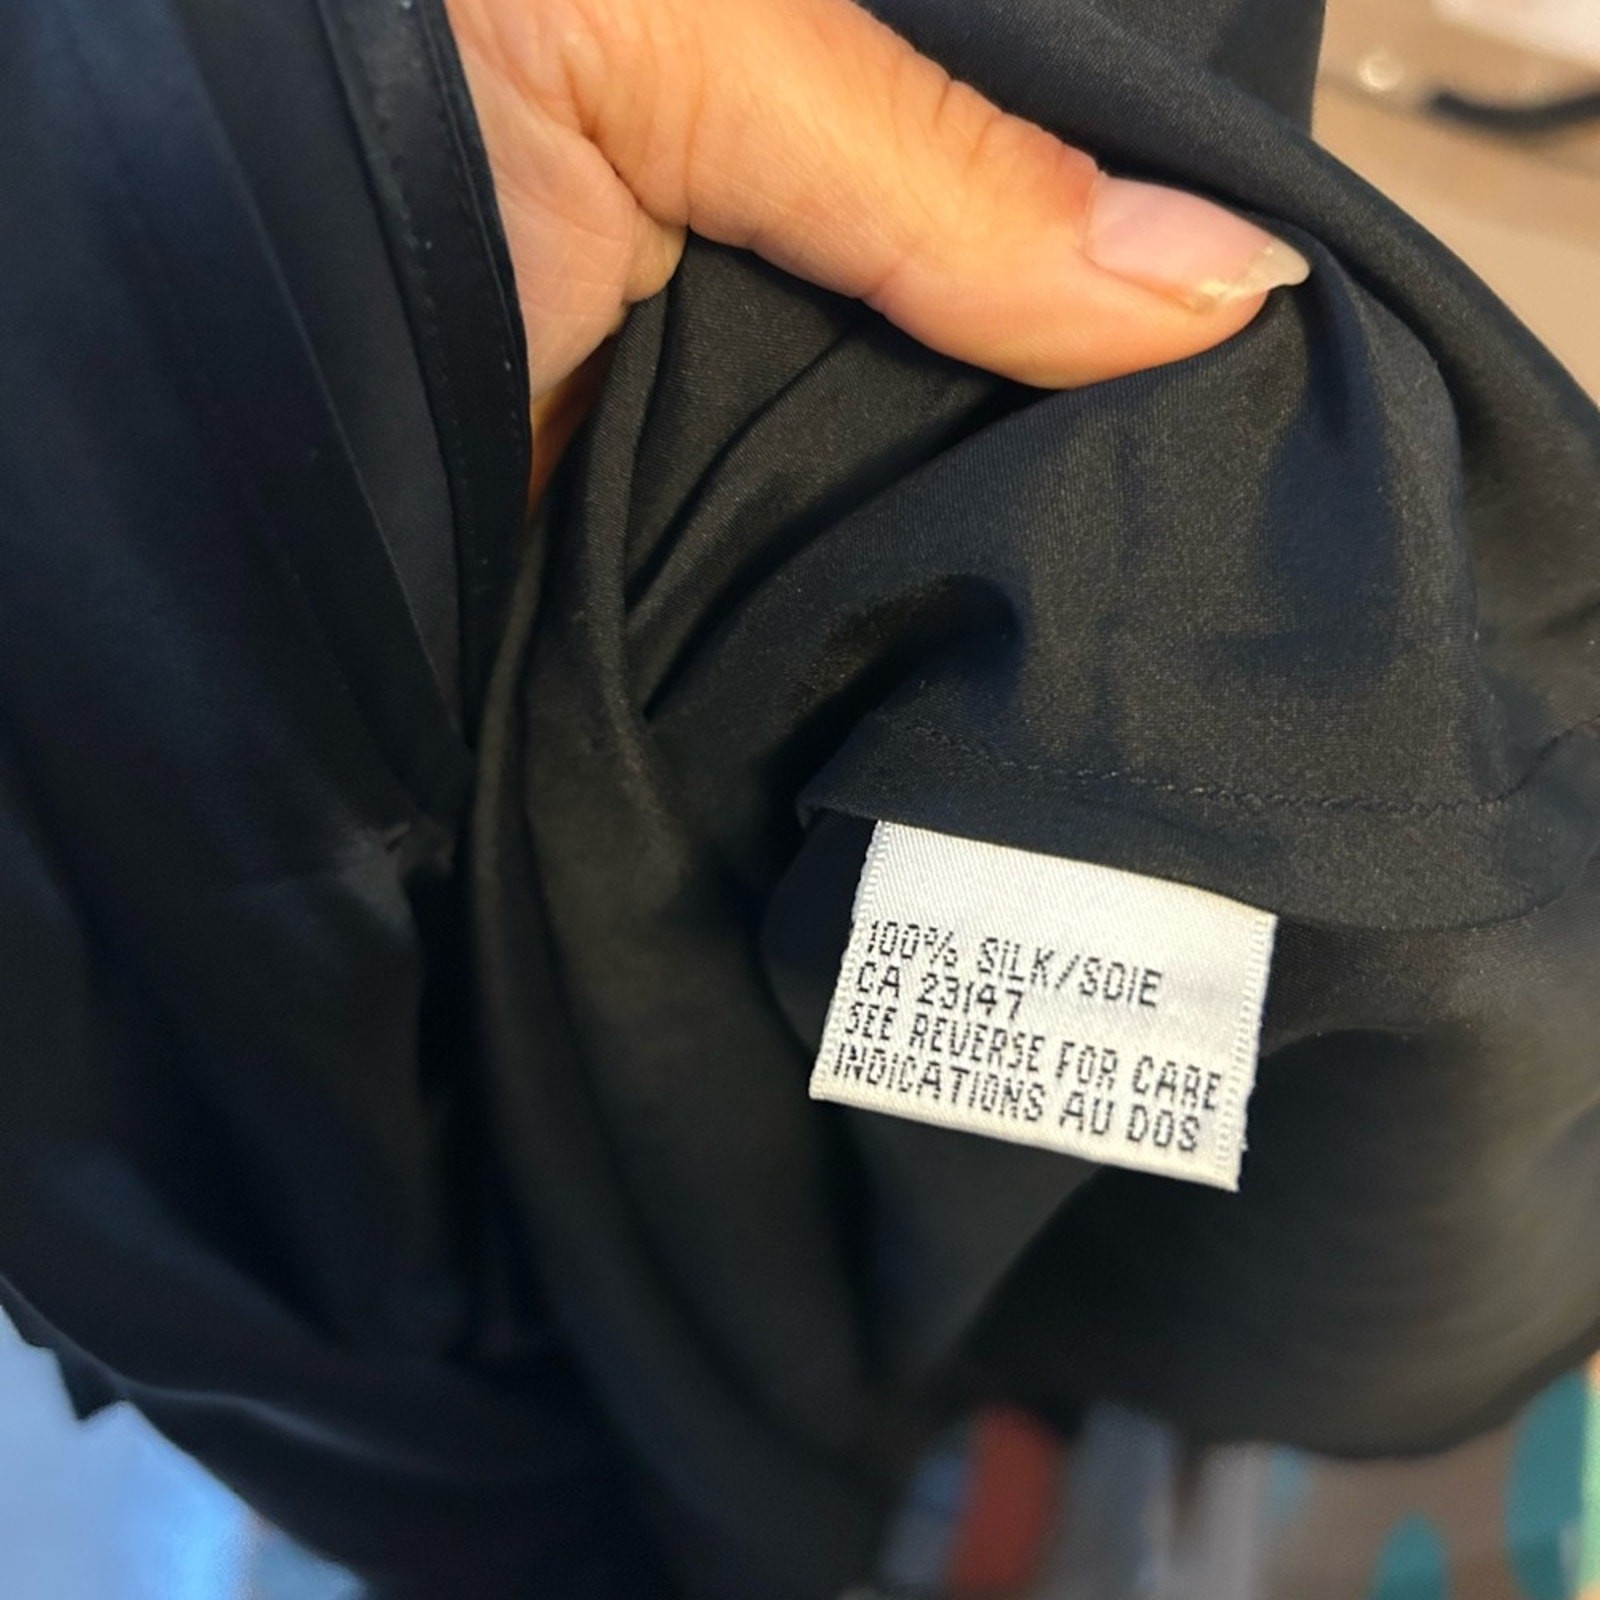 100% SILK/SOIE
CA 23147
SEE REVERSE FOR CARE
INDICATIONS AU DOS